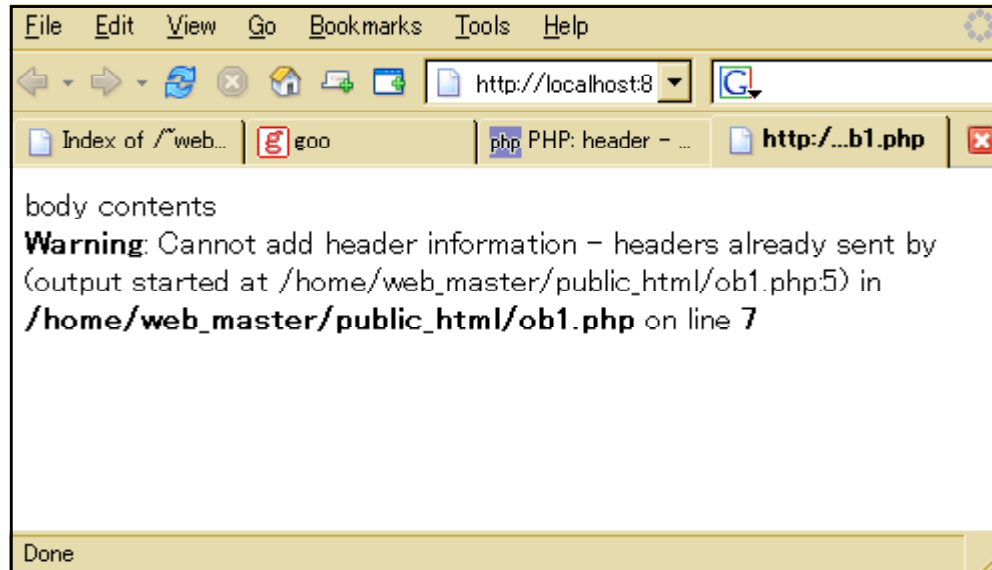 File Edit View Go Bookmarks Tools Help
http://localhost:8 G
Index of /~web... g goo php PHP: header - ... http:/...b1.php
body contents
Warning: Cannot add header information - headers already sent by
(output started at /home/web_master/public_html/ob1.php:5) in
/home/web_master/public_html/ob1.php on line 7
Done